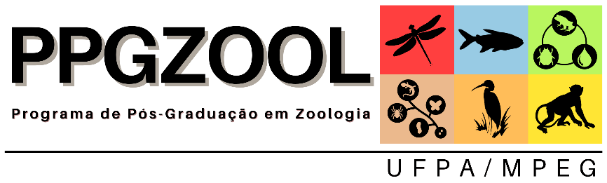 PPGZOOL
Programa de Pós-Graduação em Zoologia
UFPA/MPEG